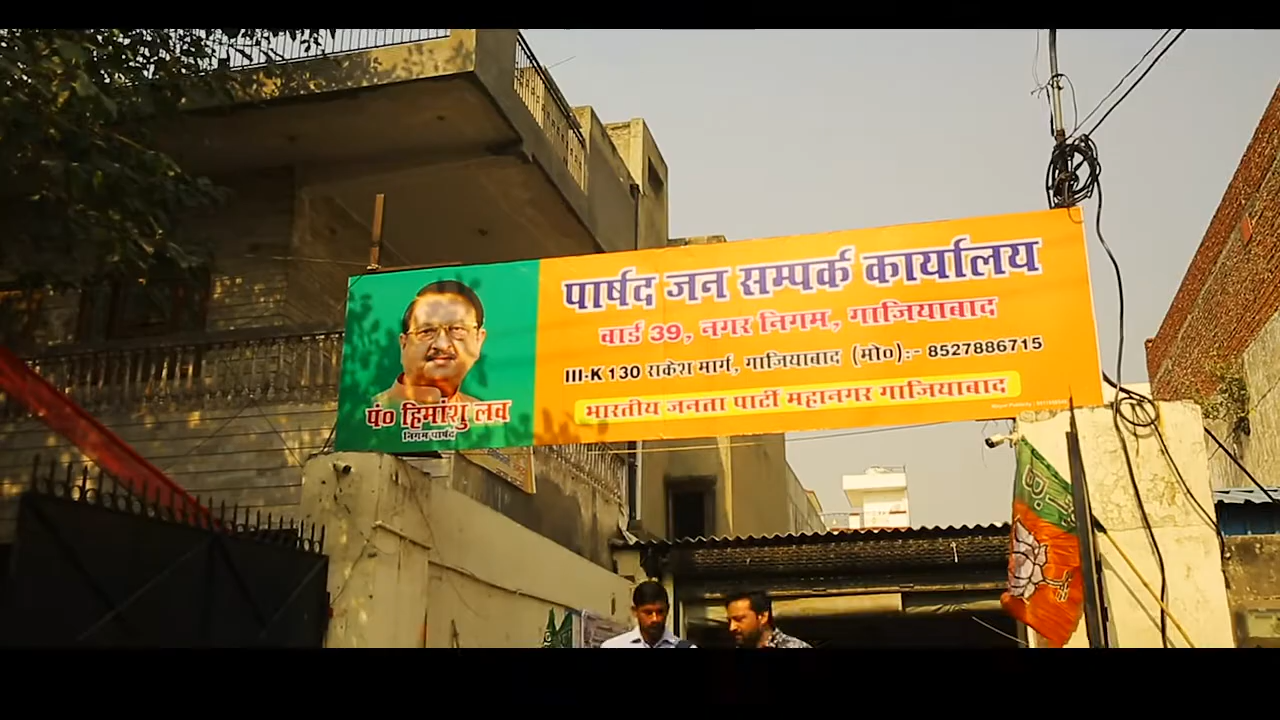 पार्षद जन सम्पर्क कार्यालय
वार्ड 39, नगर निगम, गाजियाबाद
III-K 130 राकेश मार्ग, गाजियाबाद (मो०):- 8527886715
भारतीय जनता पार्टी महानगर गाजियाबाद
पं० हिमांशु लव
निगम पार्षद